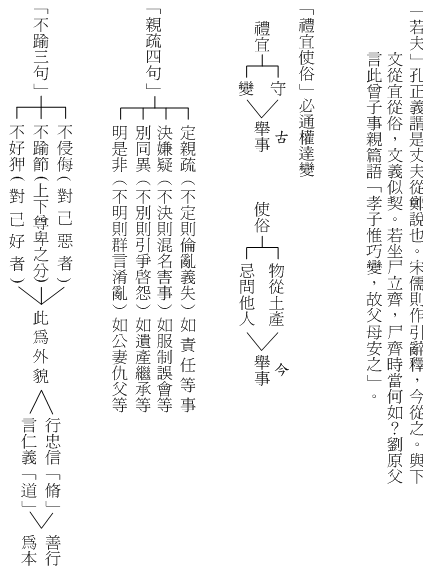 「若夫」孔正義謂是丈夫從鄭說也。宋儒則作引辭釋，今從之。與下
文從宜從俗，文義似契。若坐尸立齊，尸齊時當何如？劉原父
言此曾子事親篇語「孝子惟巧變，故父母安之」。
「禮宜使俗」必通權達變
禮宜
守
變
舉事
古
使俗
物從土產
忌問他人
舉事
今
「親疏四句」
定親疏（不定則倫亂義失）如責任等事
決嫌疑（不決則混名害事）如服制誤會等
別同異（不別則引爭啓怨）如遺產繼承等
明是非（不明則群言淆亂）如公妻仇父等
「不踰三句」
不侵侮（對己惡者）
不踰節（上下尊卑之分）
不好狎（對己好者）
此為外貌
行忠信「脩」
言仁義「道」
善行
為本